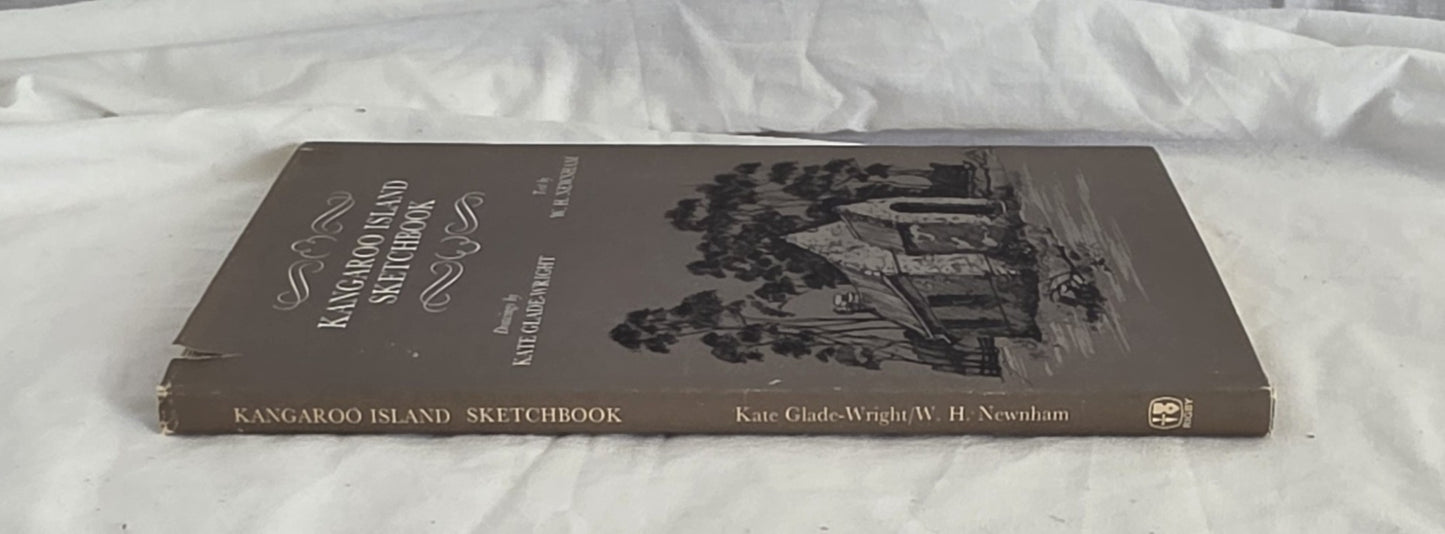 KANGAROO ISLAND
SKETCHBOOK
Drawings by
KATE GLADE-WRIGHT
Text by
W. H. NEWNHAM
KANGAROO ISLAND SKETCHBOOK
Kate Glade-Wright/W. H. Newnham
RIGBY